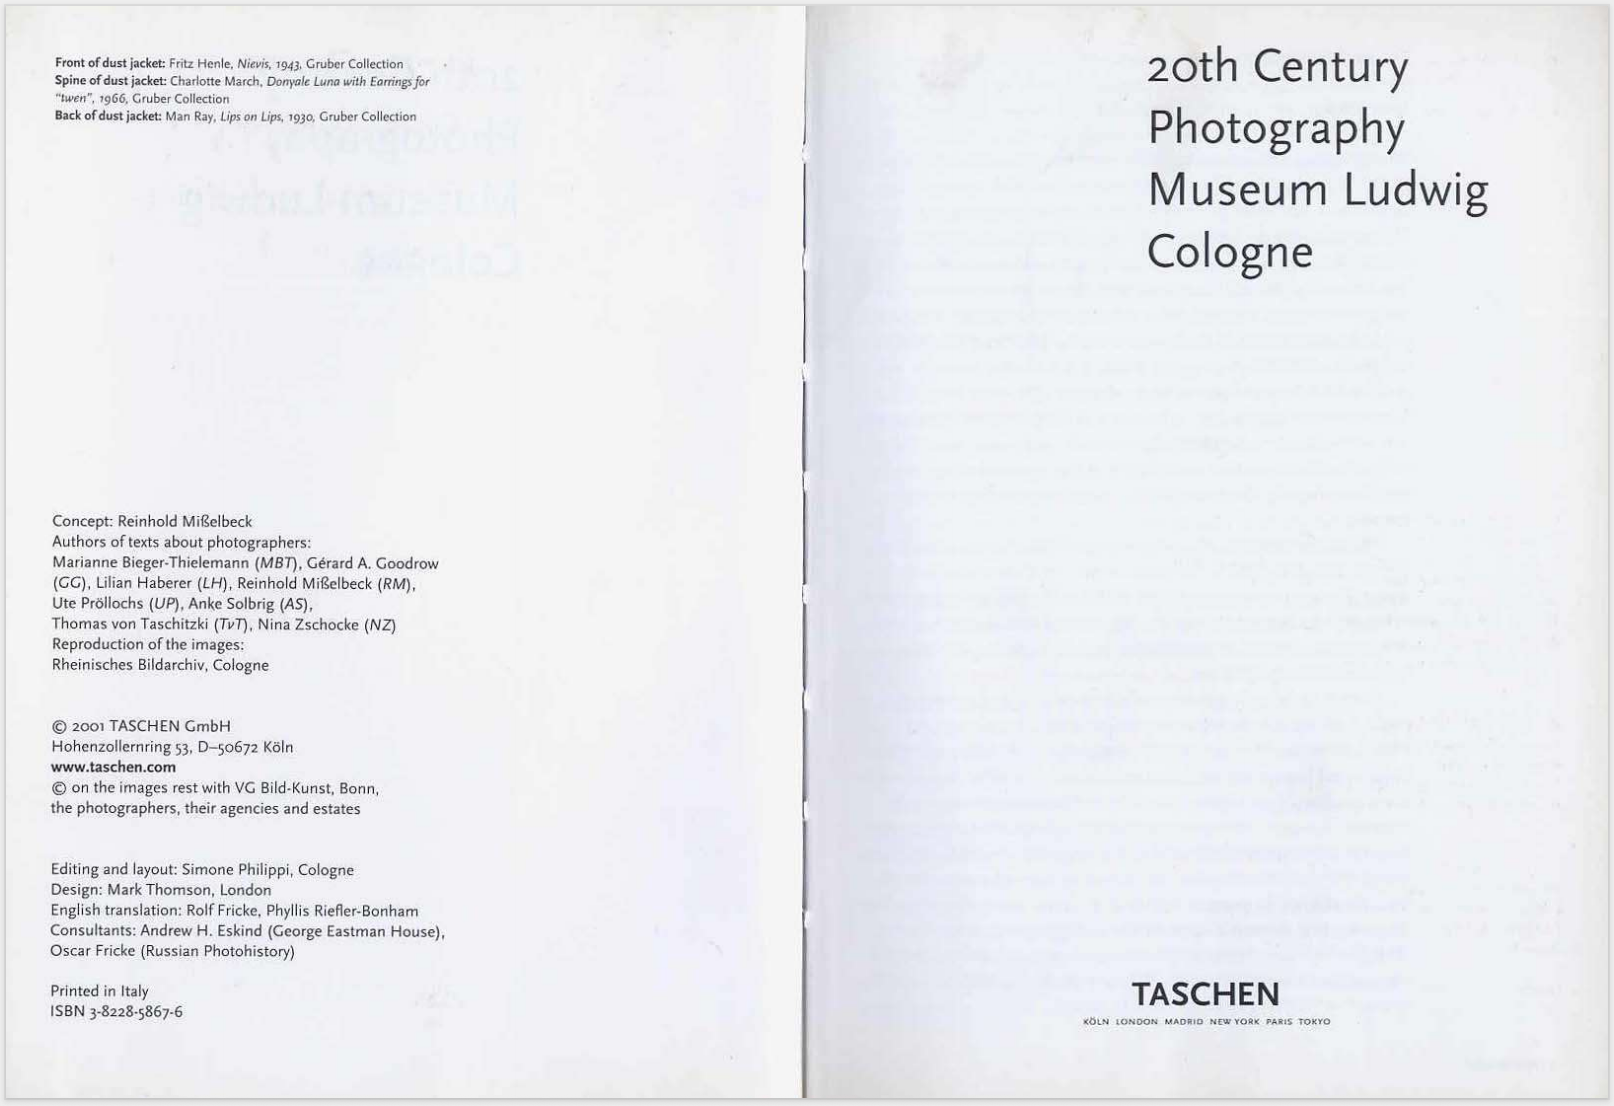 Front of dust jacket: Fritz Henle, Nievis, 1943, Gruber Collection
Spine of dust jacket: Charlotte March, Donyale Luna with Earrings for
“twen”, 1966, Gruber Collection
Back of dust jacket: Man Ray, Lips on Lips, 1930, Gruber Collection
Concept: Reinhold Mißelbeck
Authors of texts about photographers:
Marianne Bieger-Thielemann (MBT), Gérard A. Goodrow
(GG), Lilian Haberer (LH), Reinhold Mißelbeck (RM),
Ute Pröllochs (UP), Anke Solbrig (AS),
Thomas von Taschitzki (TvT), Nina Zschocke (NZ)
Reproduction of the images:
Rheinisches Bildarchiv, Cologne
© 2001 TASCHEN GmbH
Hohenzollernring 53, D–50672 Köln
www.taschen.com
© on the images rest with VG Bild-Kunst, Bonn,
the photographers, their agencies and estates
Editing and layout: Simone Philippi, Cologne
Design: Mark Thomson, London
English translation: Rolf Fricke, Phyllis Riefler-Bonham
Consultants: Andrew H. Eskind (George Eastman House),
Oscar Fricke (Russian Photohistory)
Printed in Italy
ISBN 3-8228-5867-6
20th Century
Photography
Museum Ludwig
Cologne
TASCHEN
KÖLN LONDON MADRID NEW YORK PARIS TOKYO